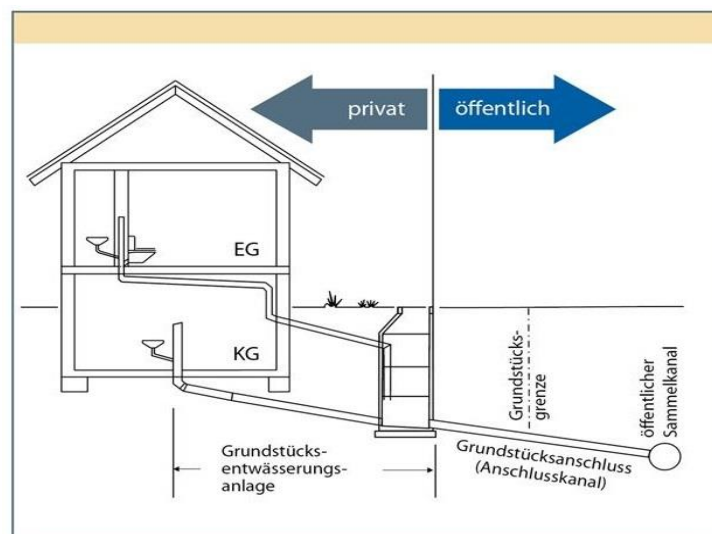 privat
öffentlich
EG
KG
Grundstücks-
grenze
öffentlicher
Sammelkanal
Grundstücks-
entwässerungs-
anlage
Grundstücksanschluss
(Anschlusskanal)